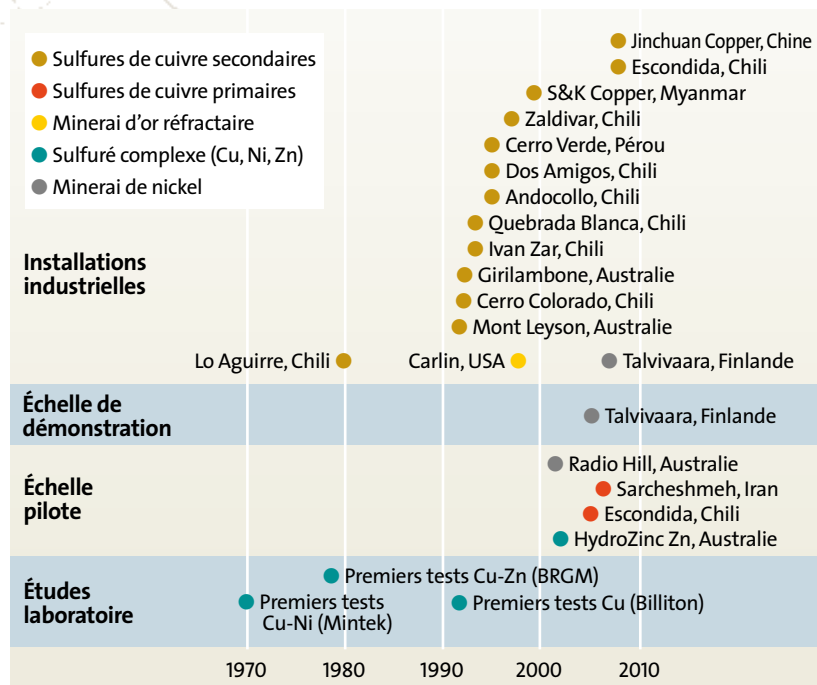 Sulfures de cuivre secondaires
Sulfures de cuivre primaires
Minerai d'or réfractaire
Sulfuré complexe (Cu, Ni, Zn)
Minerai de nickel
Jinchuan Copper, Chine
Escondida, Chili
S&K Copper, Myanmar
Zaldivar, Chili
Cerro Verde, Pérou
Dos Amigos, Chili
Andocollo, Chili
Quebrada Blanca, Chili
Ivan Zar, Chili
Girilambone, Australie
Cerro Colorado, Chili
Mont Leyson, Australie
Installations
industrielles
Lo Aguirre, Chili
Carlin, USA
Talvivaara, Finlande
Échelle de
démonstration
Talvivaara, Finlande
Échelle
pilote
Radio Hill, Australie
Sarcheshmeh, Iran
Escondida, Chili
HydroZinc Zn, Australie
Études
laboratoire
Premiers tests Cu-Zn (BRGM)
Premiers tests
Cu-Ni (Mintek)
Premiers tests Cu (Billiton)
1970 1980 1990 2000 2010